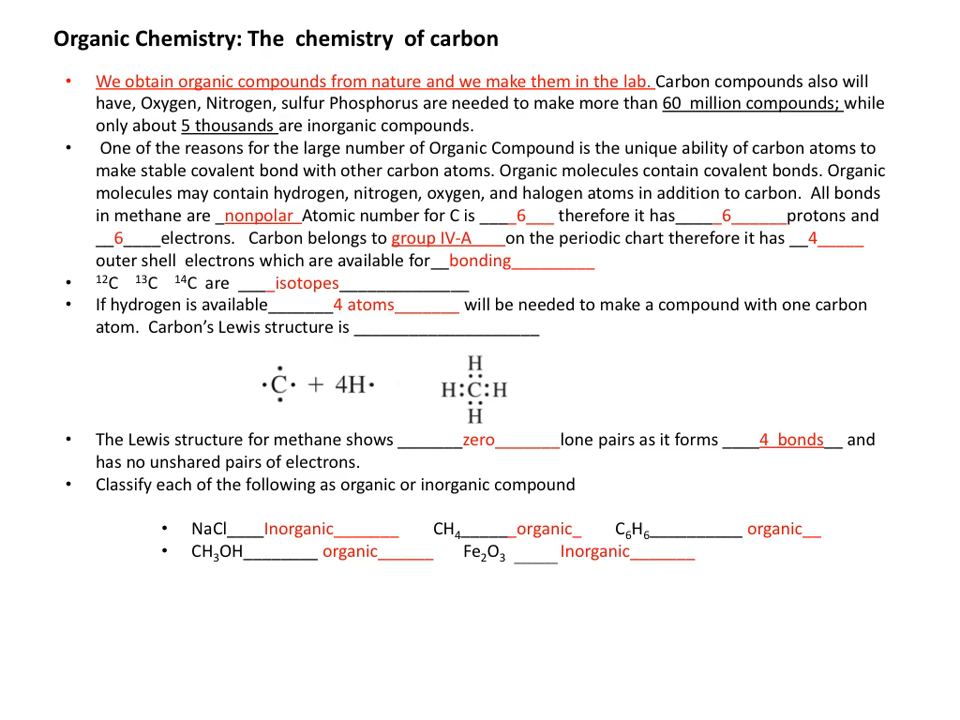 Organic Chemistry: The chemistry of carbon
• We obtain organic compounds from nature and we make them in the lab. Carbon compounds also will
have, Oxygen, Nitrogen, sulfur Phosphorus are needed to make more than 60 million compounds; while
only about 5 thousands are inorganic compounds.
• One of the reasons for the large number of Organic Compound is the unique ability of carbon atoms to
make stable covalent bond with other carbon atoms. Organic molecules contain covalent bonds. Organic
molecules may contain hydrogen, nitrogen, oxygen, and halogen atoms in addition to carbon. All bonds
in methane are _nonpolar_Atomic number for C is ____6___ therefore it has_____6______protons and
__6____electrons. Carbon belongs to group IV-A___on the periodic chart therefore it has __4_____
outer shell electrons which are available for__bonding_________
• ¹²C ¹³C ¹⁴C are ____isotopes______________
• If hydrogen is available_______4 atoms_______ will be needed to make a compound with one carbon
atom. Carbon's Lewis structure is ____________________
H
·C· + 4H· H:C:H
H
• The Lewis structure for methane shows _______zero_______lone pairs as it forms ____4 bonds__ and
has no unshared pairs of electrons.
• Classify each of the following as organic or inorganic compound
• NaCl____Inorganic_______ CH₄______organic_ C₆H₆__________ organic__
• CH₃OH________ organic______ Fe₂O₃ _____Inorganic_______